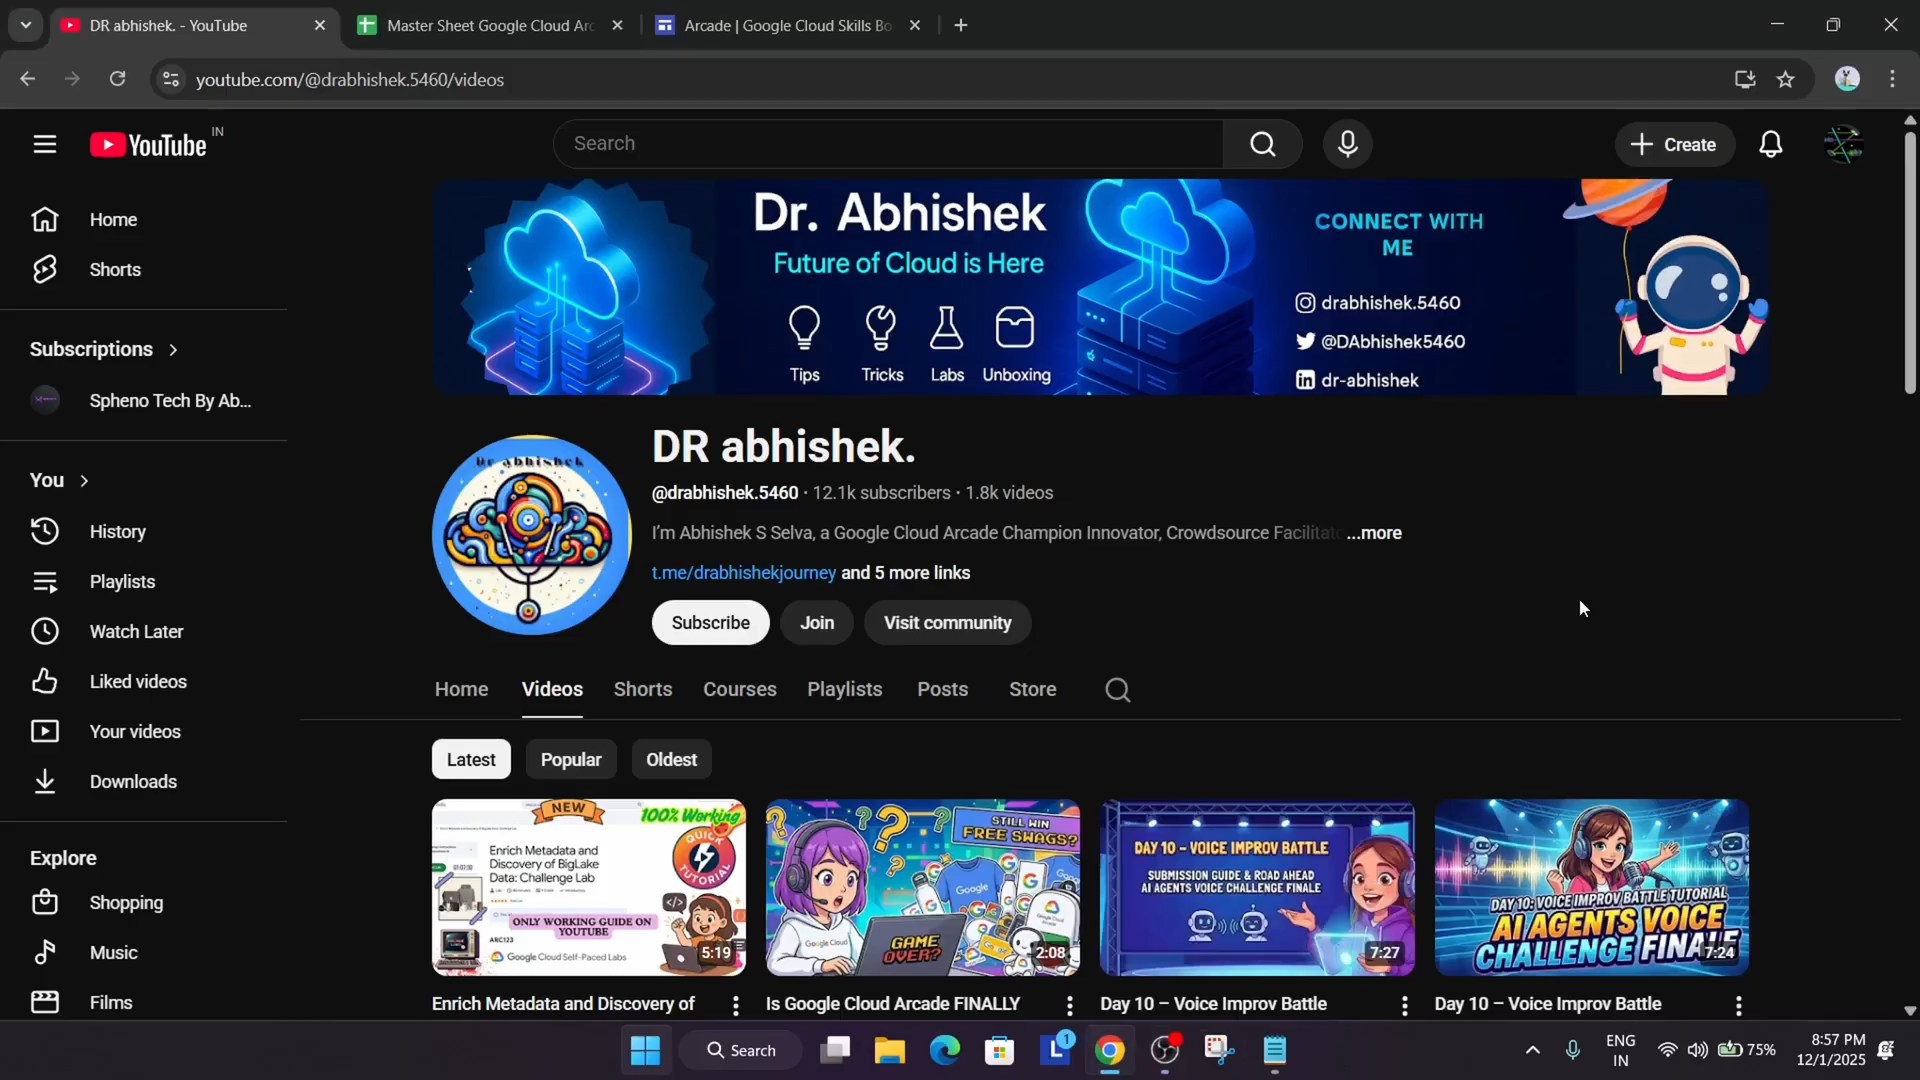 DR abhishek. - YouTube
Master Sheet Google Cloud Arc
Arcade | Google Cloud Skills Bo
youtube.com/@drabhishek.5460/videos
YouTube
IN
Search
Create
Home
Shorts
Subscriptions
Spheno Tech By Ab...
You
History
Playlists
Watch Later
Liked videos
Your videos
Downloads
Explore
Shopping
Music
Films
Dr. Abhishek
Future of Cloud is Here
Tips
Tricks
Labs
Unboxing
CONNECT WITH
ME
drabhishek.5460
@DAbhishek5460
dr-abhishek
Dr abhishek
DR abhishek.
@drabhishek.5460 · 12.1k subscribers · 1.8k videos
I'm Abhishek S Selva, a Google Cloud Arcade Champion Innovator, Crowdsource Facilitato ...more
t.me/drabhishekjourney and 5 more links
Subscribe
Join
Visit community
Home
Videos
Shorts
Courses
Playlists
Posts
Store
Latest
Popular
Oldest
NEW
100% Working
QUICK
TUTORIAL
Enrich Metadata and
Discovery of BigLake
Data: Challenge Lab
ONLY WORKING GUIDE ON
YOUTUBE
ARC123
Google Cloud Self-Paced Labs
5:19
STILL WIN
FREE SWAGS?
Google
Google Cloud
GAME
OVER?
2:08
DAY 10 – VOICE IMPROV BATTLE
SUBMISSION GUIDE & ROAD AHEAD
AI AGENTS VOICE CHALLENGE FINALE
7:27
DAY 10: VOICE IMPROV BATTLE TUTORIAL
AI AGENTS VOICE
CHALLENGE FINALE
7:24
Enrich Metadata and Discovery of
Is Google Cloud Arcade FINALLY
Day 10 – Voice Improv Battle
Day 10 – Voice Improv Battle
Search
1
ENG
IN
75%
8:57 PM
12/1/2025